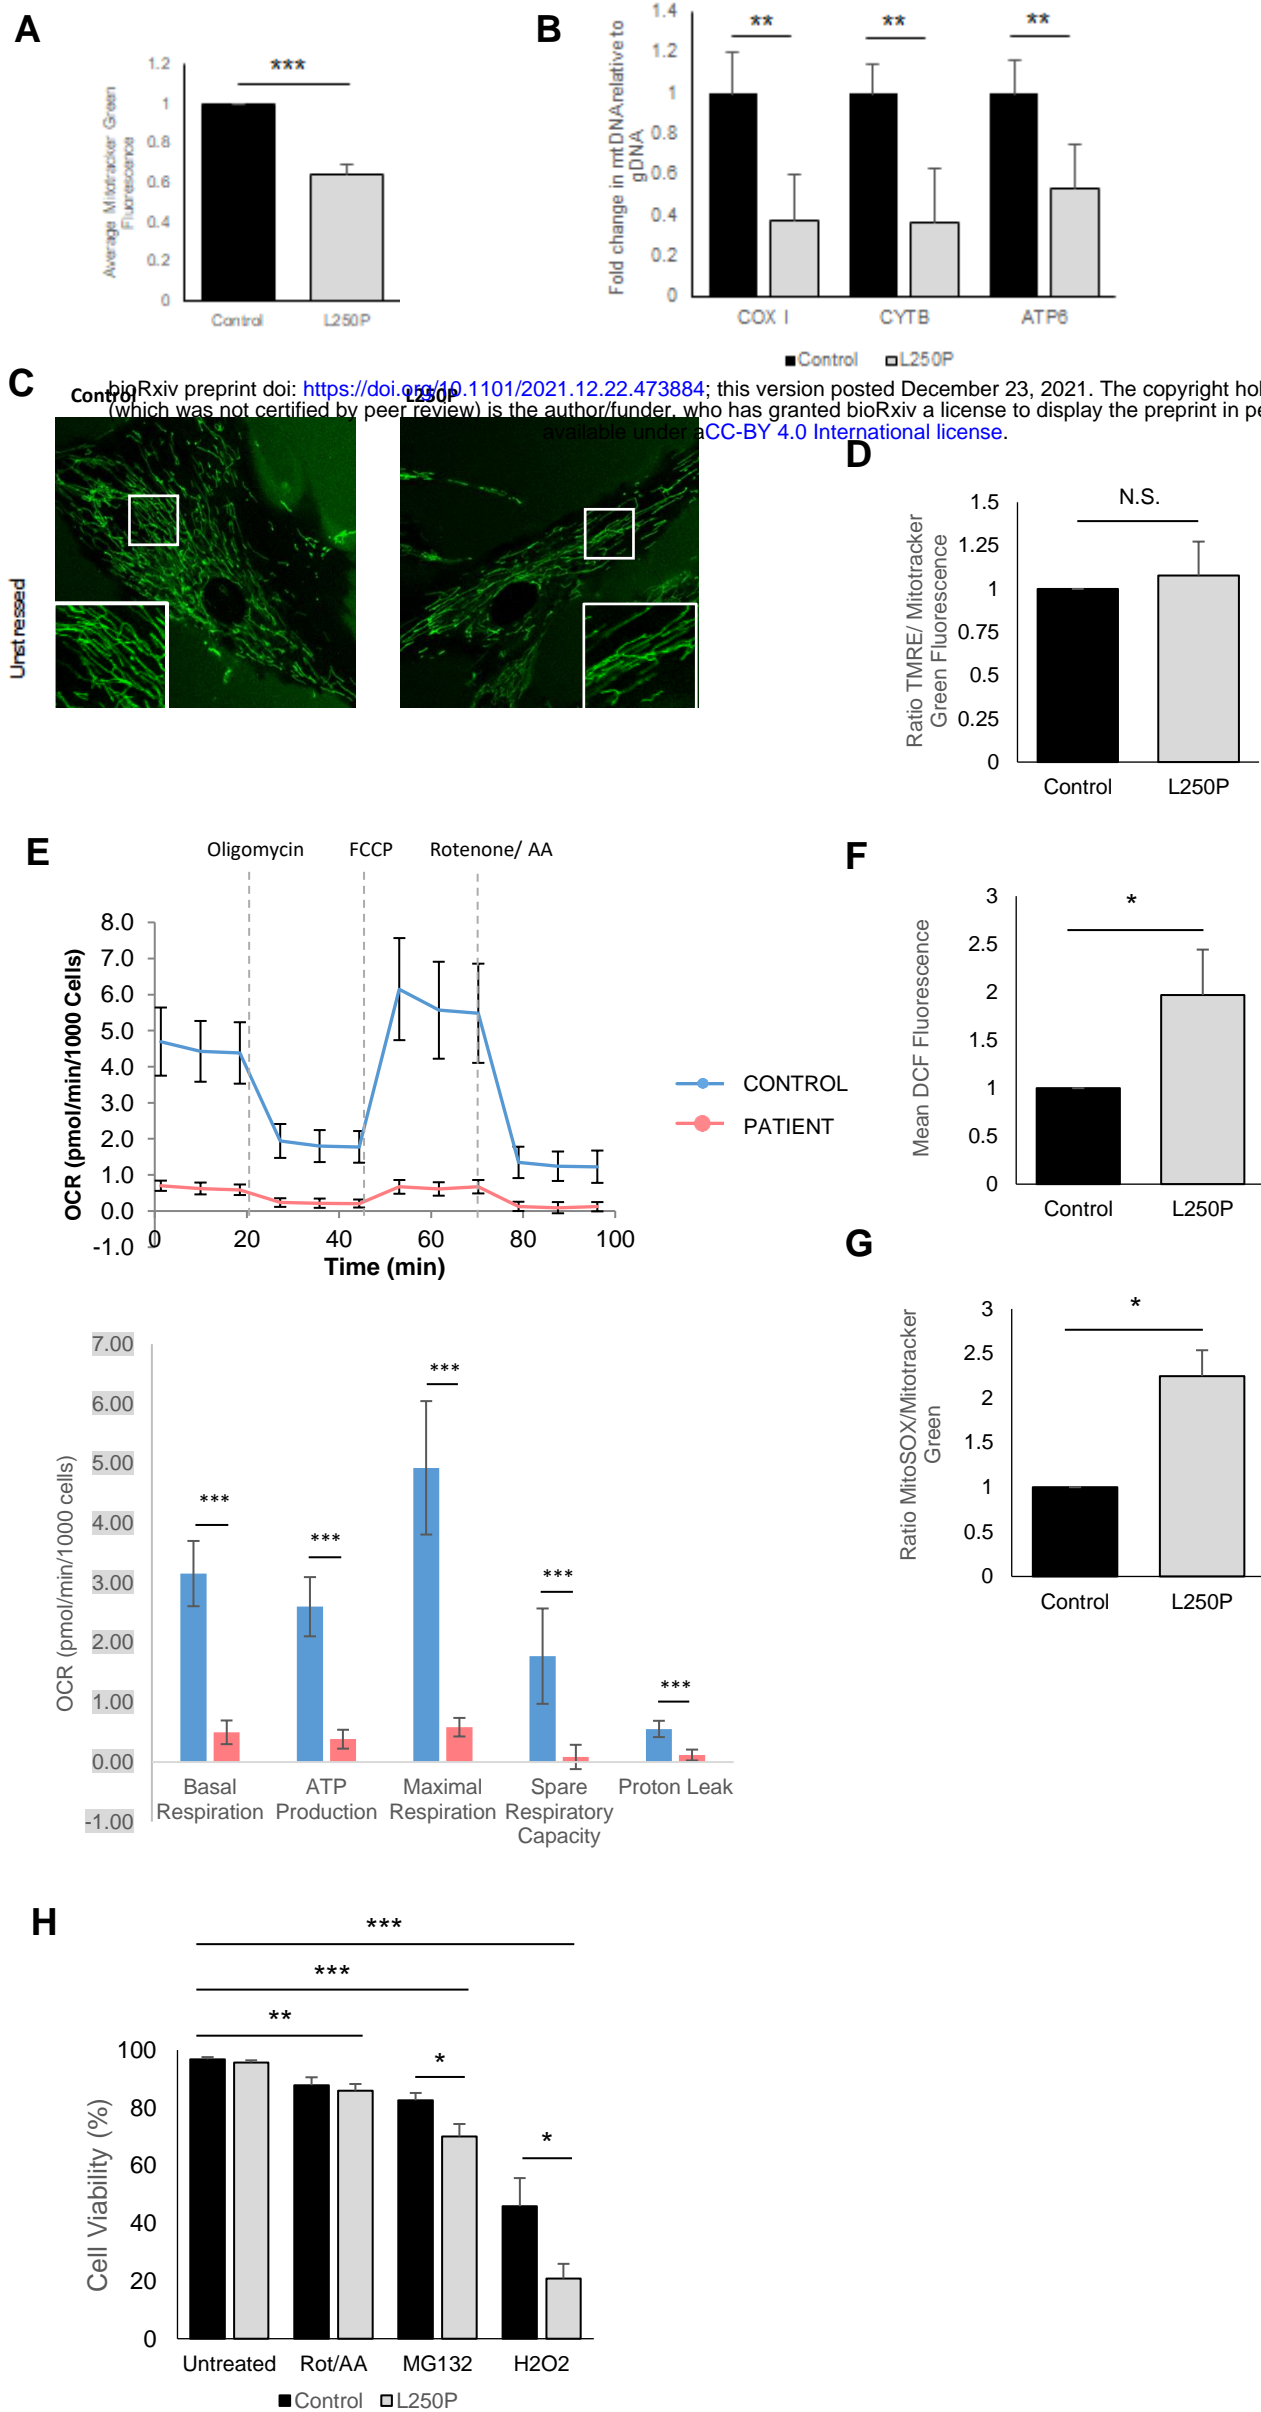 A
B
***
1.2
1
0.8
0.6
0.4
0.2
0
Average Mitotracker Green
Fluorescence
Control
L250P
**
**
**
1.4
1.2
1
0.8
0.6
0.4
0.2
0
Fold change in mtDNA relative to
gDNA
COX I
CYTB
ATP6
Control
L250P
C
bioRxiv preprint doi: https://doi.org/10.1101/2021.12.22.473884; this version posted December 23, 2021. The copyright hol
(which was not certified by peer review) is the author/funder, who has granted bioRxiv a license to display the preprint in pe
available under aCC-BY 4.0 International license.
Control
L250P
Unstressed
D
N.S.
1.5
1.25
1
0.75
0.5
0.25
0
Ratio TMRE/ Mitotracker
Green Fluorescence
Control
L250P
E
Oligomycin
FCCP
Rotenone/ AA
8.0
7.0
6.0
5.0
4.0
3.0
2.0
1.0
0.0
-1.0
OCR (pmol/min/1000 Cells)
0
20
40
60
80
100
Time (min)
CONTROL
PATIENT
7.00
6.00
5.00
4.00
3.00
2.00
1.00
0.00
-1.00
OCR (pmol/min/1000 cells)
***
***
***
***
***
Basal
Respiration
ATP
Production
Maximal
Respiration
Spare
Respiratory
Capacity
Proton Leak
F
*
3
2.5
2
1.5
1
0.5
0
Mean DCF Fluorescence
Control
L250P
G
*
3
2.5
2
1.5
1
0.5
0
Ratio MitoSOX/Mitotracker
Green
Control
L250P
H
***
***
**
*
*
100
80
60
40
20
0
Cell Viability (%)
Untreated
Rot/AA
MG132
H2O2
Control
L250P